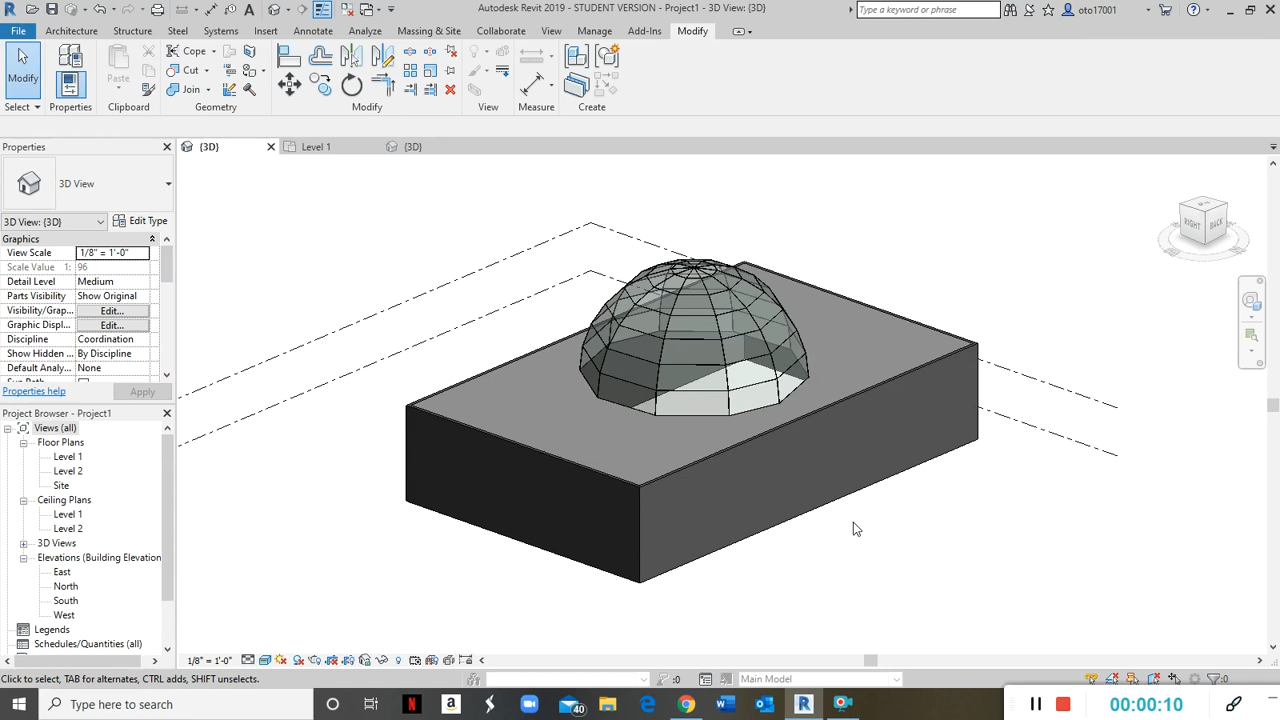 Autodesk Revit 2019 - STUDENT VERSION - Project1 - 3D View: {3D}
Type a keyword or phrase
oto17001
File Architecture Structure Steel Systems Insert Annotate Analyze Massing & Site Collaborate View Manage Add-Ins Modify
Modify
Paste
Cope
Cut
Join
Select Properties Clipboard Geometry Modify View Measure Create
Properties
{3D} Level 1 {3D}
3D View
3D View: {3D} Edit Type
Graphics
View Scale 1/8" = 1'-0"
Scale Value 1: 96
Detail Level Medium
Parts Visibility Show Original
Visibility/Grap... Edit...
Graphic Displ... Edit...
Discipline Coordination
Show Hidden ... By Discipline
Default Analy... None
Properties help Apply
RIGHT BACK
Project Browser - Project1
Views (all)
Floor Plans
Level 1
Level 2
Site
Ceiling Plans
Level 1
Level 2
3D Views
Elevations (Building Elevation
East
North
South
West
Legends
Schedules/Quantities (all)
1/8" = 1'-0"
Click to select, TAB for alternates, CTRL adds, SHIFT unselects.
:0
Main Model
:0
Type here to search
40
00:00:10